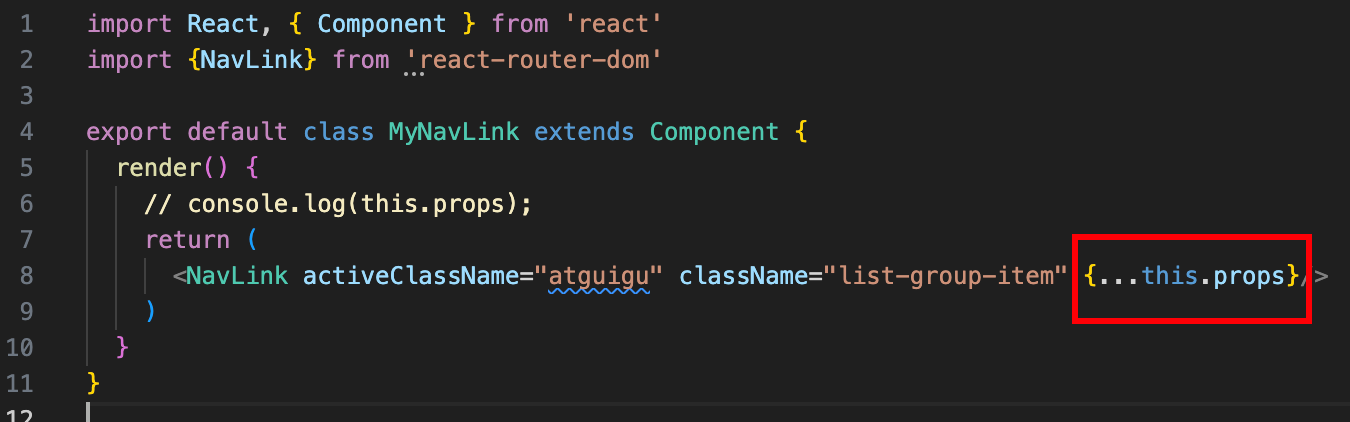 1 import React, { Component } from 'react'
2 import {NavLink} from 'react-router-dom'
3
4 export default class MyNavLink extends Component {
5 render() {
6 // console.log(this.props);
7 return (
8 <NavLink activeClassName="atguigu" className="list-group-item" {...this.props}/>
9 )
10 }
11 }
12